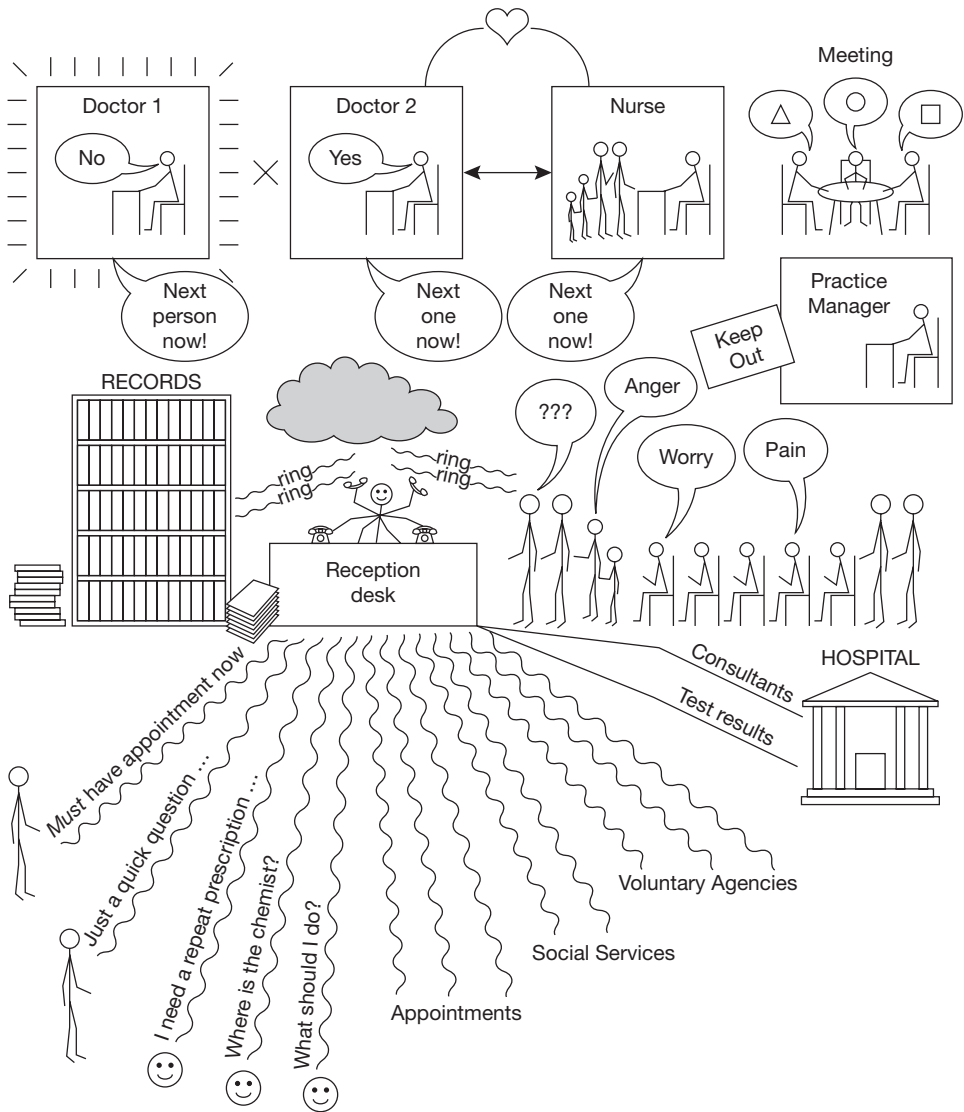 Meeting
Doctor 1
Doctor 2
Nurse
No
Yes
Next
person
now!
Next
one
now!
Next
one
now!
Practice
Manager
Keep
Out
RECORDS
???
Anger
Worry
Pain
ring
ring
ring
ring
Reception
desk
Consultants
Test results
HOSPITAL
Must have appointment now
Just a quick question ...
I need a repeat prescription ...
Where is the chemist?
What should I do?
Voluntary Agencies
Social Services
Appointments